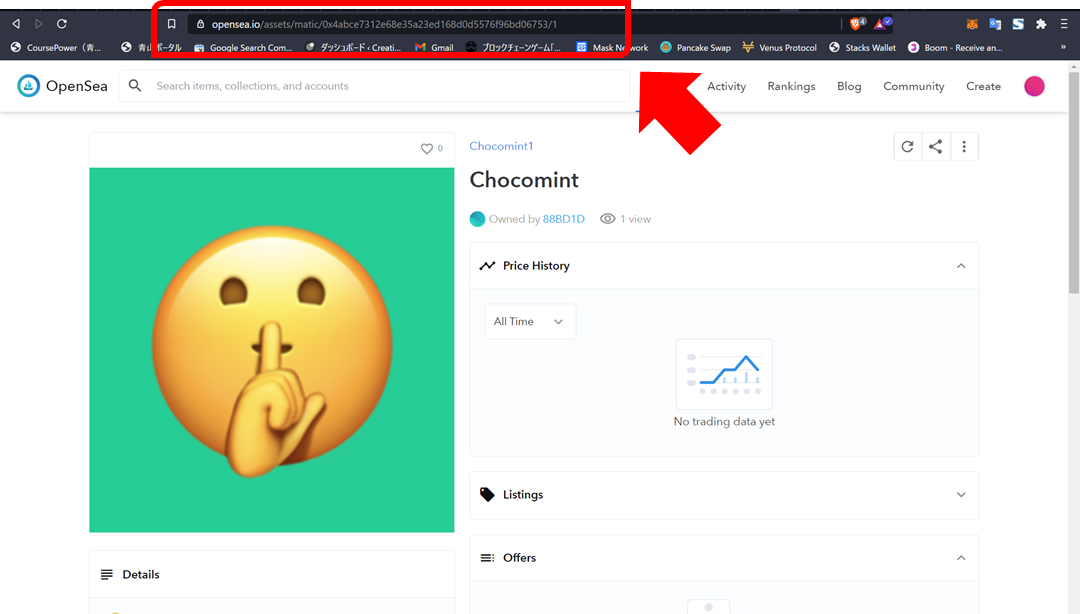 opensea.io/assets/matic/0x4abce7312e68e35a23ed168d0d5576f96bd06753/1
CoursePower (青... 青山ポータル Google Search Com... ダッシュボード ‹ Creati... Gmail ブロックチェーンゲーム「... Mask Network Pancake Swap Venus Protocol Stacks Wallet Boom - Receive an... »
OpenSea Search items, collections, and accounts Activity Rankings Blog Community Create
0
Chocomint1
Chocomint
Owned by 88BD1D 1 view
Price History
All Time
No trading data yet
Listings
Offers
Details